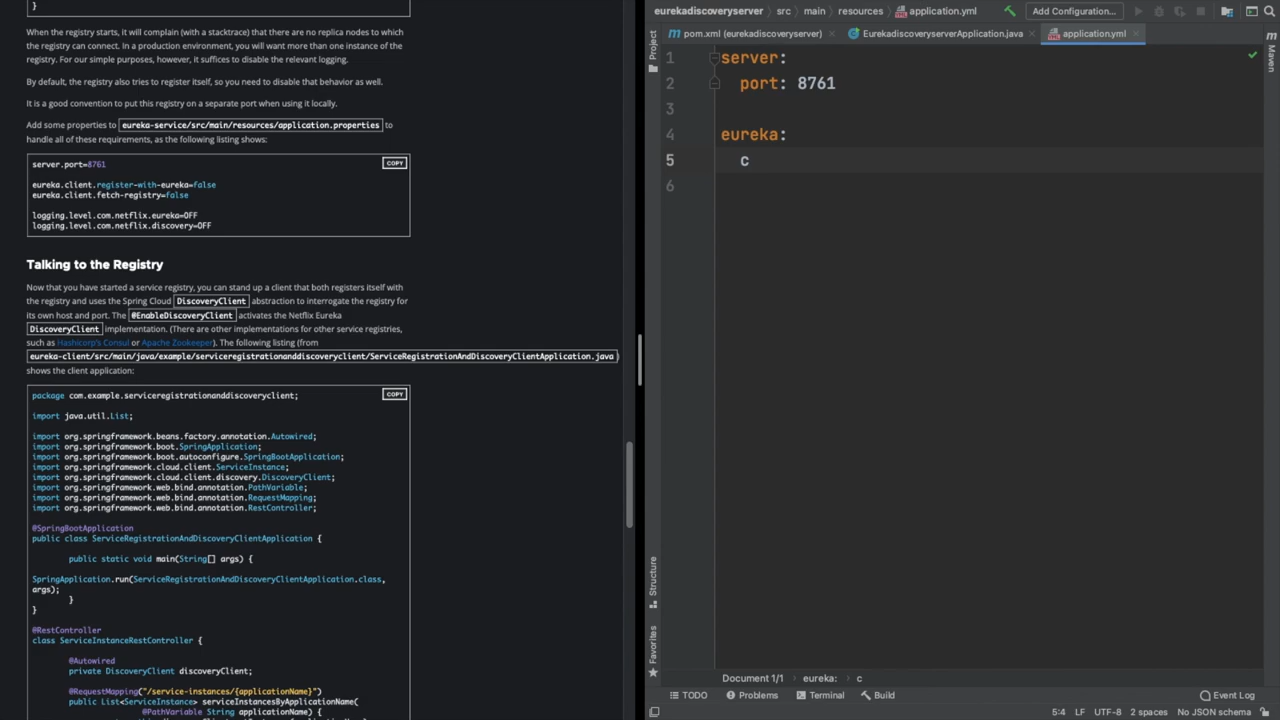 }
When the registry starts, it will complain (with a stacktrace) that there are no replica nodes to which
the registry can connect. In a production environment, you will want more than one instance of the
registry. For our simple purposes, however, it suffices to disable the relevant logging.
By default, the registry also tries to register itself, so you need to disable that behavior as well.
It is a good convention to put this registry on a separate port when using it locally.
Add some properties to eureka-service/src/main/resources/application.properties to
handle all of these requirements, as the following listing shows:
COPY
server.port=8761
eureka.client.register-with-eureka=false
eureka.client.fetch-registry=false
logging.level.com.netflix.eureka=OFF
logging.level.com.netflix.discovery=OFF
Talking to the Registry
Now that you have started a service registry, you can stand up a client that both registers itself with
the registry and uses the Spring Cloud DiscoveryClient abstraction to interrogate the registry for
its own host and port. The @EnableDiscoveryClient activates the Netflix Eureka
DiscoveryClient implementation. (There are other implementations for other service registries,
such as Hashicorp's Consul or Apache Zookeeper). The following listing (from
eureka-client/src/main/java/example/serviceregistrationanddiscoveryclient/ServiceRegistrationAndDiscoveryClientApplication.java)
shows the client application:
COPY
package com.example.serviceregistrationanddiscoveryclient;
import java.util.List;
import org.springframework.beans.factory.annotation.Autowired;
import org.springframework.boot.SpringApplication;
import org.springframework.boot.autoconfigure.SpringBootApplication;
import org.springframework.cloud.client.ServiceInstance;
import org.springframework.cloud.client.discovery.DiscoveryClient;
import org.springframework.web.bind.annotation.PathVariable;
import org.springframework.web.bind.annotation.RequestMapping;
import org.springframework.web.bind.annotation.RestController;
@SpringBootApplication
public class ServiceRegistrationAndDiscoveryClientApplication {
public static void main(String[] args) {
SpringApplication.run(ServiceRegistrationAndDiscoveryClientApplication.class,
args);
}
}
@RestController
class ServiceInstanceRestController {
@Autowired
private DiscoveryClient discoveryClient;
@RequestMapping("/service-instances/{applicationName}")
public List<ServiceInstance> serviceInstancesByApplicationName(
@PathVariable String applicationName) {
eurekadiscoveryserver src main resources application.yml Add Configuration...
pom.xml (eurekadiscoveryserver) EurekadiscoveryserverApplication.java application.yml
Project
Maven
1 server:
2 port: 8761
3
4 eureka:
5 c
6
Structure
Favorites
Document 1/1 eureka: c
TODO Problems Terminal Build Event Log
5:4 LF UTF-8 2 spaces No JSON schema